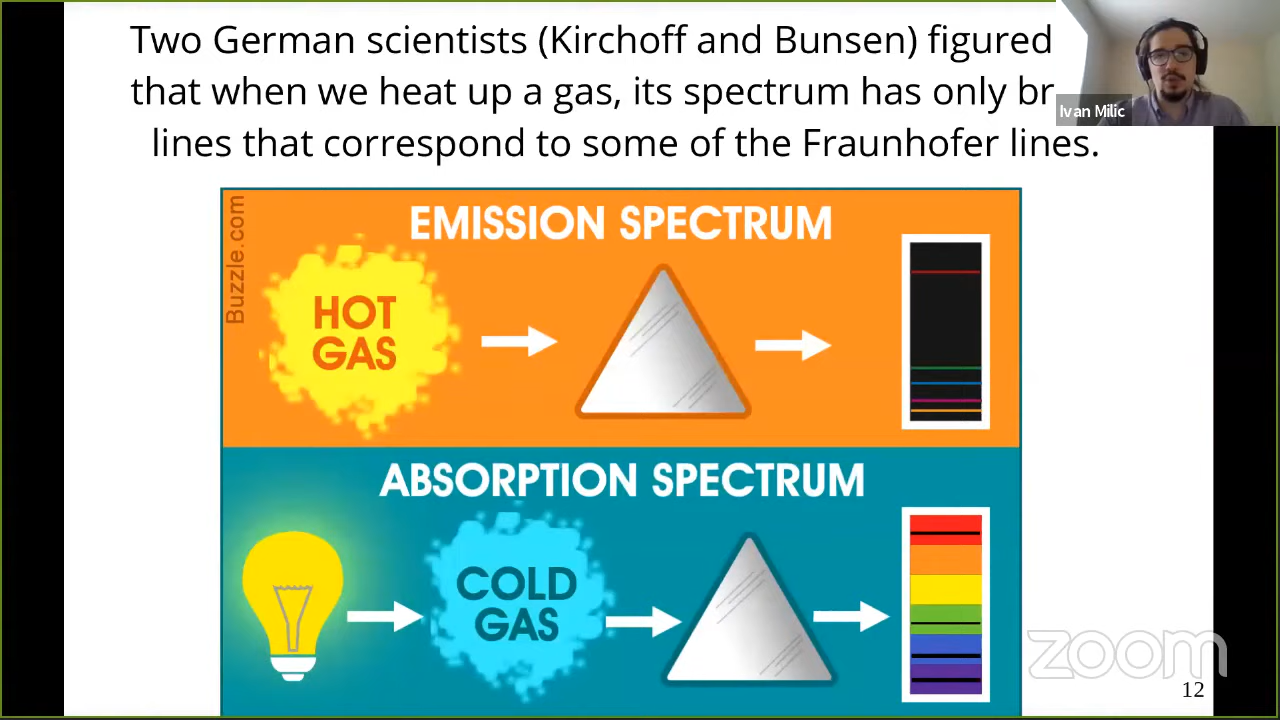 Two German scientists (Kirchoff and Bunsen) figured
that when we heat up a gas, its spectrum has only
lines that correspond to some of the Fraunhofer lines.
Ivan Milic
Buzzle.com
EMISSION SPECTRUM
HOT
GAS
ABSORPTION SPECTRUM
COLD
GAS
zoom
12